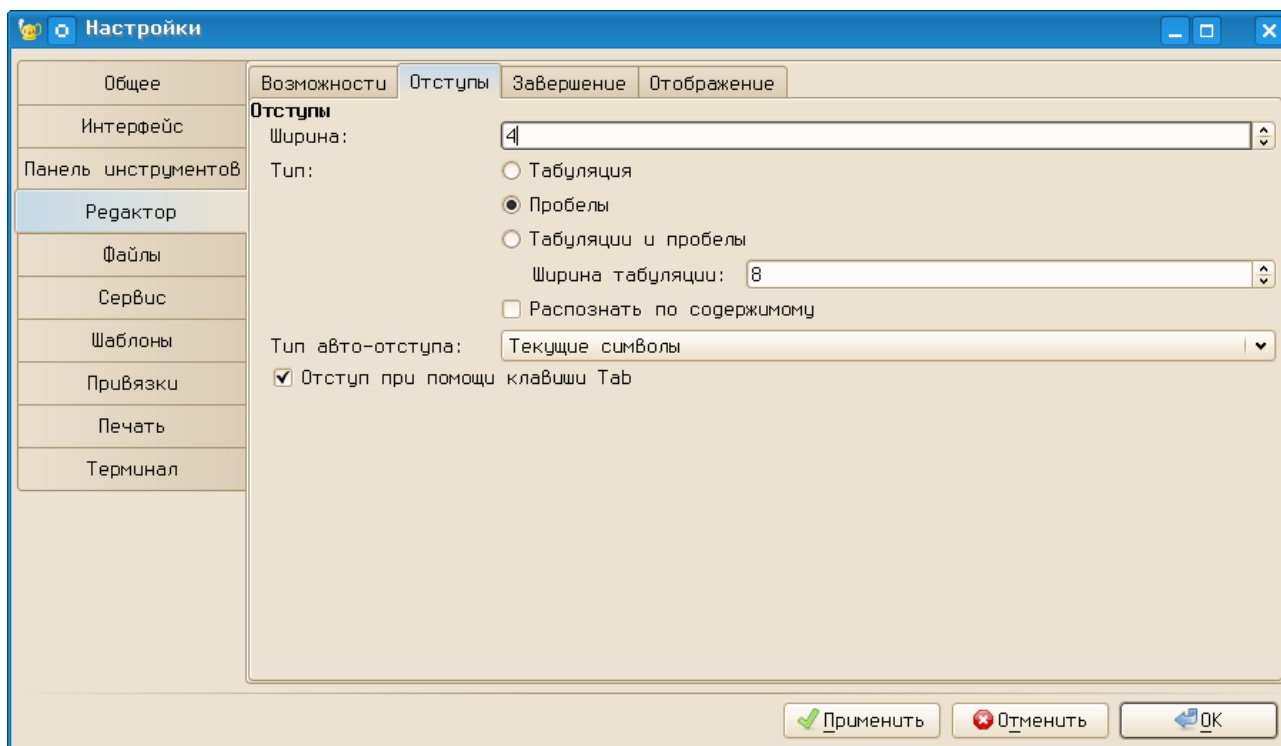 Настройки
Общее
Интерфейс
Панель инструментов
Редактор
Файлы
Сервис
Шаблоны
Привязки
Печать
Терминал
Возможности Отступы Завершение Отображение
Отступы
Ширина: 4
Тип: Табуляция
Пробелы
Табуляции и пробелы
Ширина табуляции: 8
Распознать по содержимому
Тип авто-отступа: Текущие символы
Отступ при помощи клавиши Tab
Применить Отменить OK